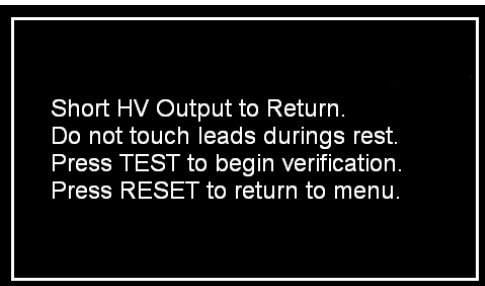 Short HV Output to Return.
Do not touch leads durings rest.
Press TEST to begin verification.
Press RESET to return to menu.